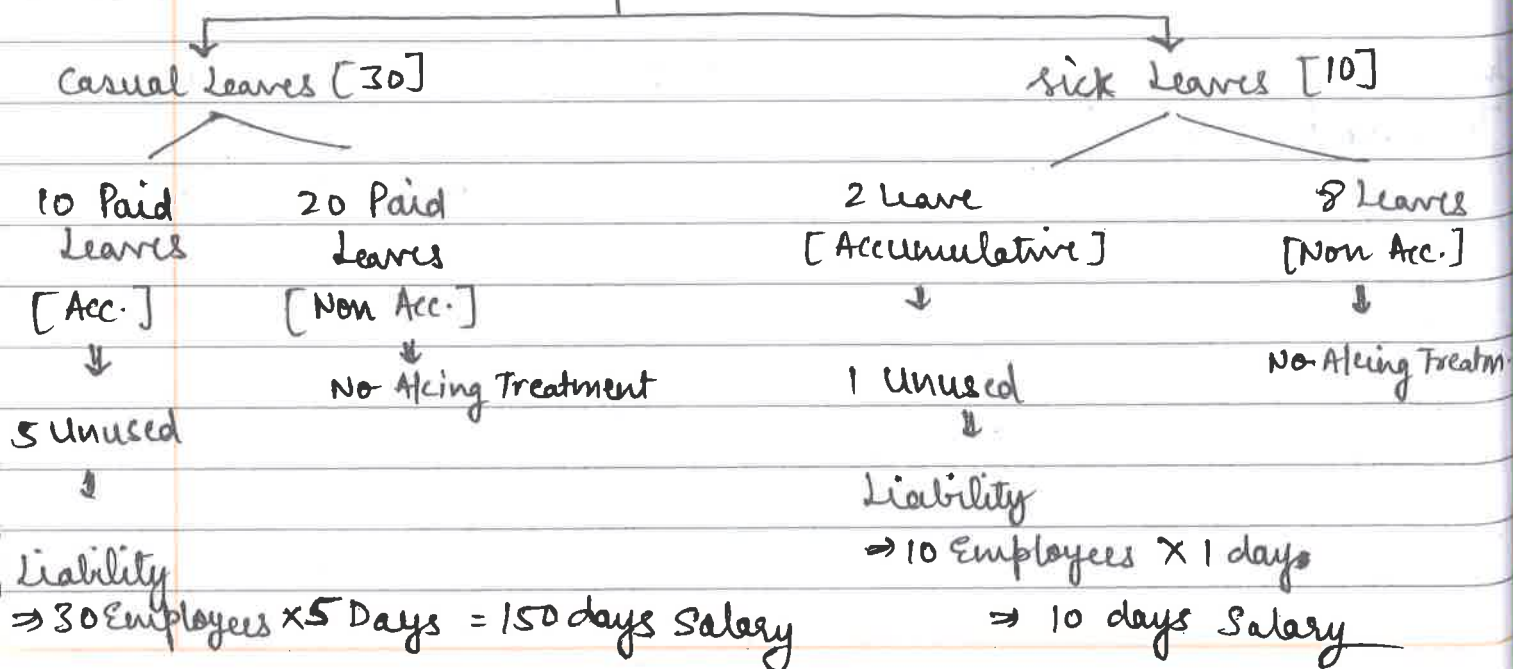 Casual Leaves [30]
sick Leaves [10]
10 Paid
Leaves
[Acc.]
5 Unused
Liability
⇒ 30 Employees × 5 Days = 150 days Salary
20 Paid
Leaves
[Non Acc.]
No A/cing Treatment
2 Leave
[Accumulative]
1 Unused
Liability
⇒ 10 Employees × 1 days
⇒ 10 days Salary
8 Leaves
[Non Acc.]
No A/cing Treatm.